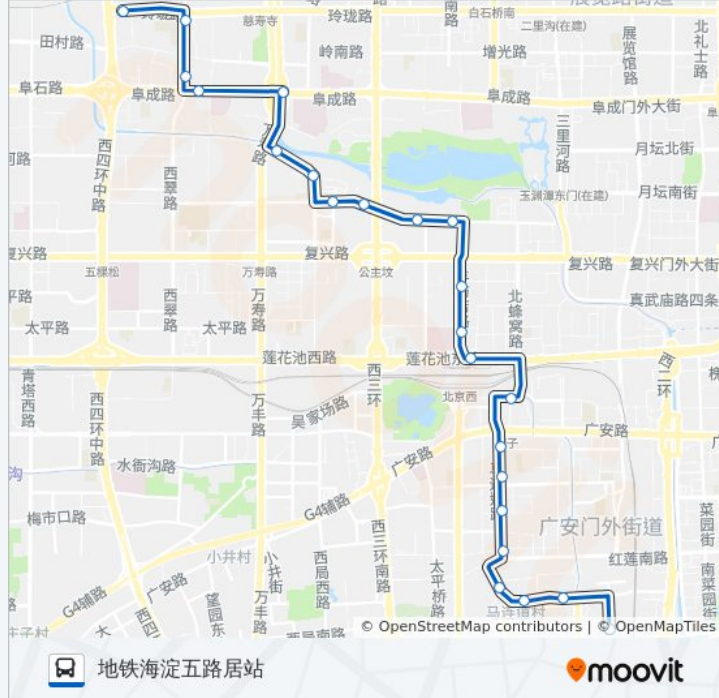 慈寿寺
玲珑路
白石桥南
展览路街道
二里沟(在建)
田村路
岭南路
增光路
展览馆路
北礼士路
阜石路
阜成路
阜成路
阜成路
阜成门外大街
三里河路
月坛北街
西四环中路
西翠路
玉渊潭东门(在建)
月坛南街
复兴路
复兴路
复兴路
复兴门外大街
五棵松
万寿路
公主坟
北蜂窝路
真武庙路四条
西翠路
万寿路
太平路
太平路
莲花池西路
西三环
北京西
西二环
青塔西路
西四环中路
万丰路
吴家场路
广安路
广安路
水衙沟路
G4辅路
梅市口路
广安门外街道
菜园街
小井村
小井街
西局西路
西三环南路
太平桥路
红莲南路
南菜园街
广安路
G4辅路
望园东
万丰路
马连道村
© OpenStreetMap contributors | © OpenMapTiles
地铁海淀五路居站
moovit